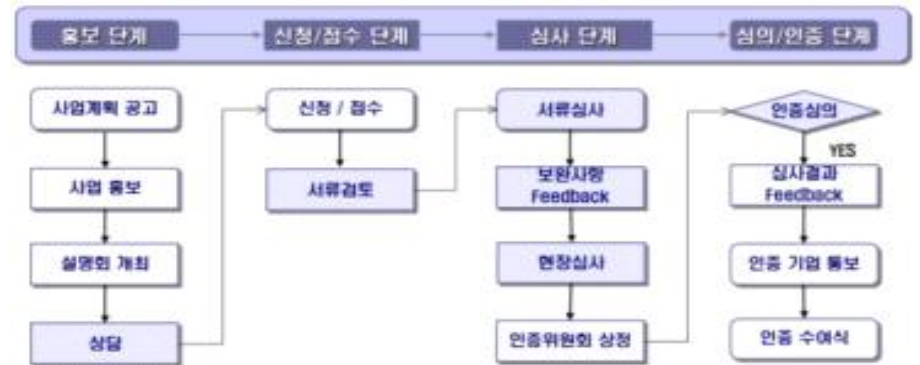 홍보 단계
신청/접수 단계
심사 단계
심의/인증 단계
사업계획 공고
사업 홍보
설명회 개최
상담
신청 / 접수
서류검토
서류심사
보완사항
Feedback
현장심사
인증위원회 상정
인증심의
YES
심사결과
Feedback
인증 기업 통보
인증 수여식